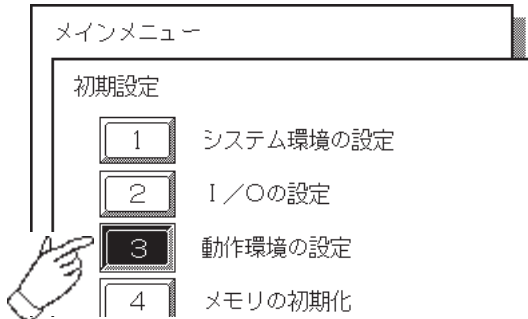 メインメニュー
初期設定
1 システム環境の設定
2 I／Oの設定
3 動作環境の設定
4 メモリの初期化